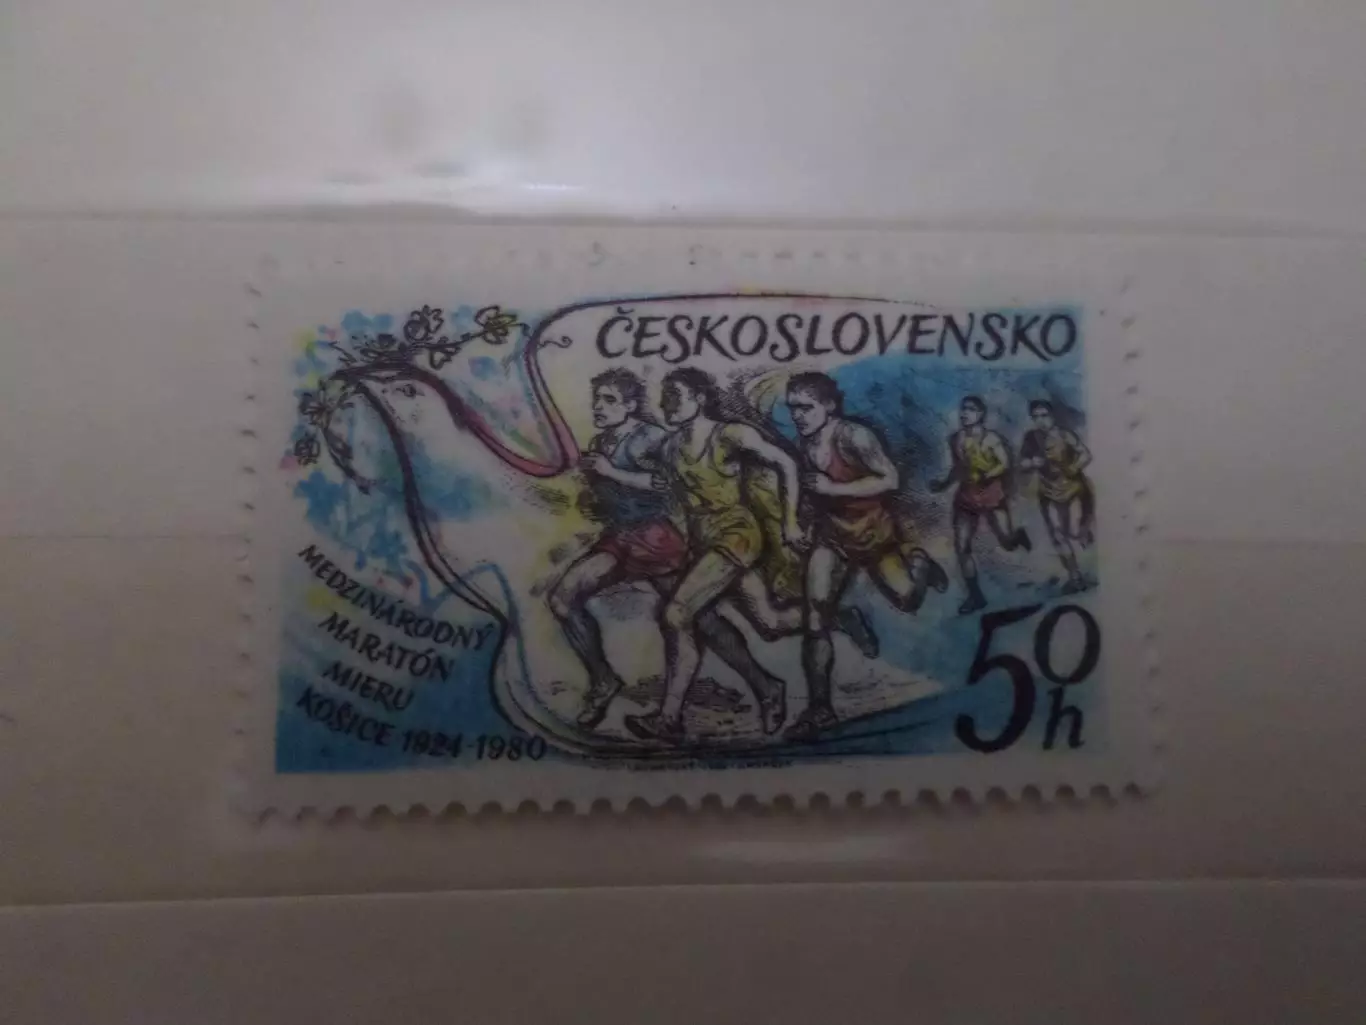 ČESKOSLOVENSKO
MEDZINÁRODNÝ
MARATÓN
MIERU
KOŠICE 1924-1980
50
h